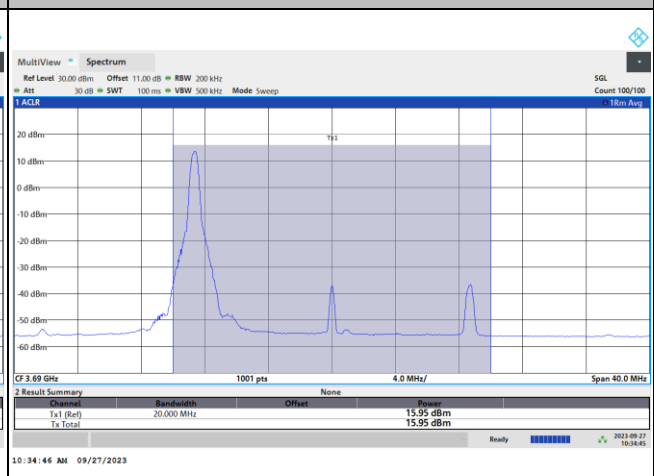 MultiView Spectrum
Ref Level 30.00 dBm Offset 11.00 dB RBW 200 kHz SGL
Att 30 dB SWT 100 ms VBW 500 kHz Mode Sweep Count 100/100
1 ACLR 1Rm Avg
Tx1
20 dBm
10 dBm
0 dBm
-10 dBm
-20 dBm
-30 dBm
-40 dBm
-50 dBm
-60 dBm
CF 3.69 GHz 1001 pts 4.0 MHz/ Span 40.0 MHz
2 Result Summary None
Channel Bandwidth Offset Power
Tx1 (Ref) 20.000 MHz 15.95 dBm
Tx Total 15.95 dBm
Ready 2023-09-27
10:34:45
10:34:46 AM 09/27/2023